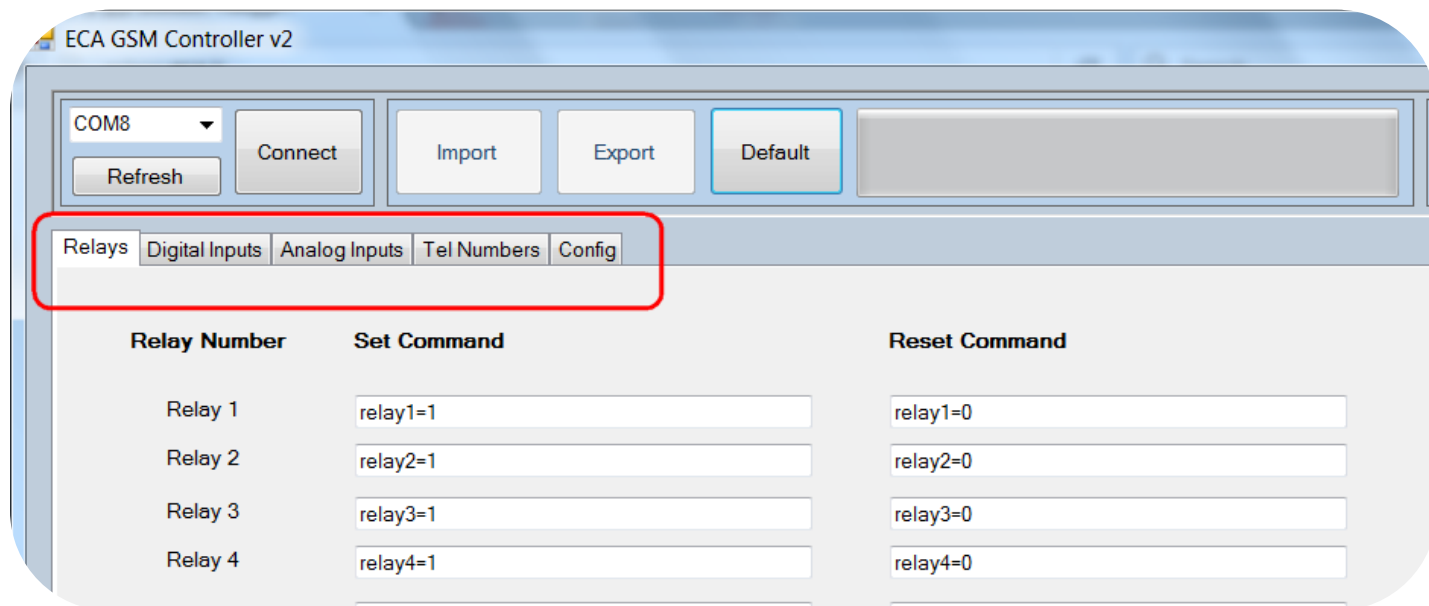 ECA GSM Controller v2
COM8
Refresh
Connect
Import
Export
Default
Relays Digital Inputs Analog Inputs Tel Numbers Config
Relay Number Set Command Reset Command
Relay 1 relay1=1 relay1=0
Relay 2 relay2=1 relay2=0
Relay 3 relay3=1 relay3=0
Relay 4 relay4=1 relay4=0